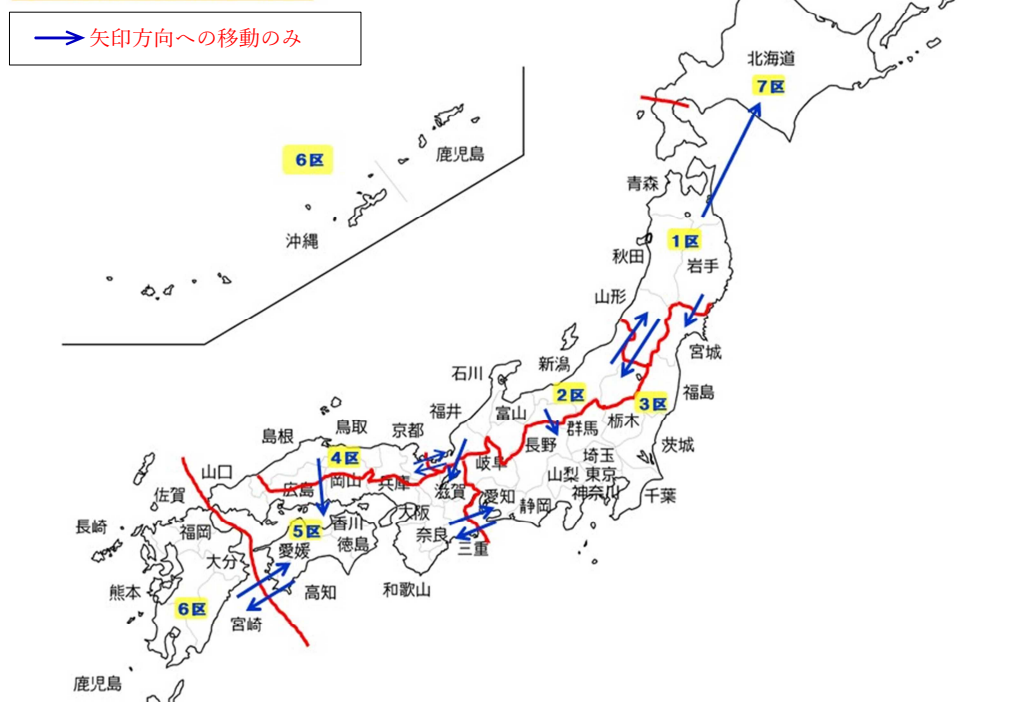 矢印方向への移動のみ
北海道
7区
6区
鹿児島
沖縄
青森
1区
秋田
岩手
山形
宮城
新潟
石川
2区
福島
3区
福井
富山
栃木
群馬
鳥取
京都
島根
長野
茨城
4区
埼玉
岐阜
山口
岡山
兵庫
滋賀
山梨
東京
広島
神奈川
千葉
佐賀
愛知
静岡
大阪
長崎
福岡
5区
香川
奈良
三重
愛媛
徳島
大分
熊本
高知
和歌山
6区
宮崎
鹿児島